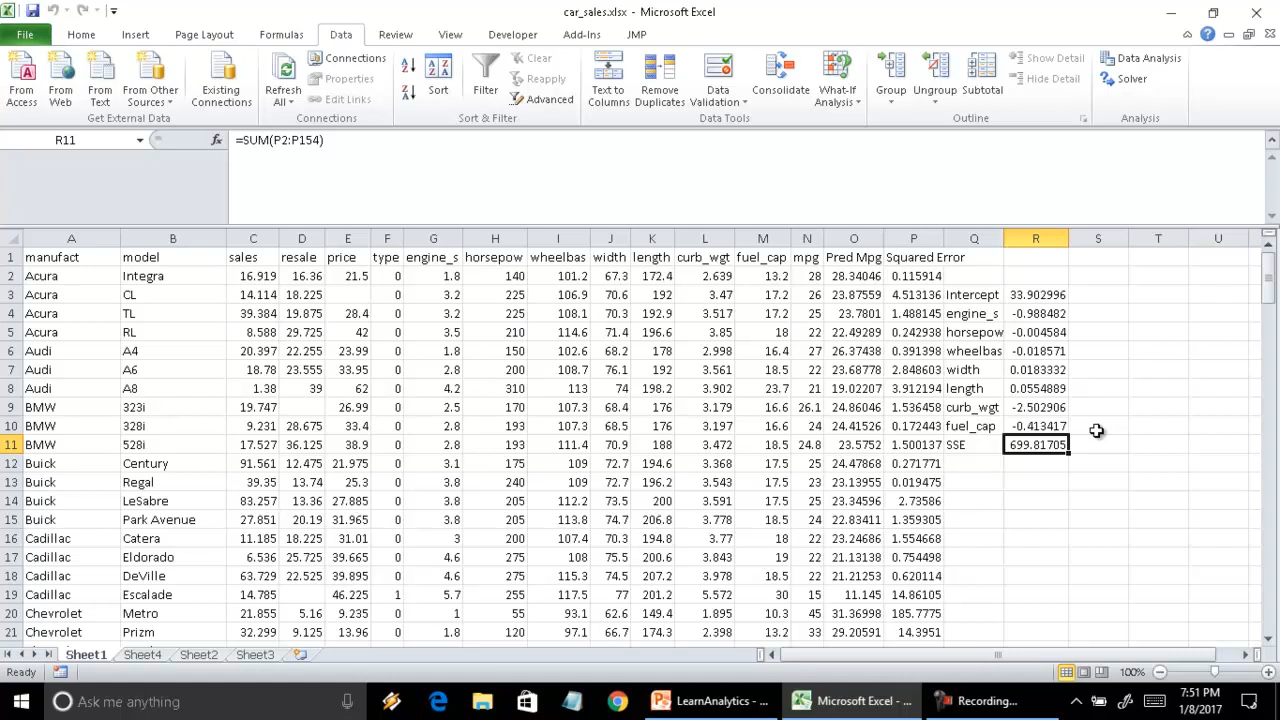 car_sales.xlsx - Microsoft Excel
File Home Insert Page Layout Formulas Data Review View Developer Add-Ins JMP
From Access
From Web
From Text
From Other Sources
Existing Connections
Get External Data
Refresh All
Connections
Properties
Edit Links
Connections
Sort
Filter
Clear
Reapply
Advanced
Sort & Filter
Text to Columns
Remove Duplicates
Data Validation
Consolidate
What-If Analysis
Data Tools
Group
Ungroup
Subtotal
Show Detail
Hide Detail
Outline
Data Analysis
Solver
Analysis
R11 fx =SUM(P2:P154)
A B C D E F G H I J K L M N O P Q R S T U
1 manufact model sales resale price type engine_s horsepow wheelbas width length curb_wgt fuel_cap mpg Pred Mpg Squared Error
2 Acura Integra 16.919 16.36 21.5 0 1.8 140 101.2 67.3 172.4 2.639 13.2 28 28.34046 0.115914
3 Acura CL 14.114 18.225 0 3.2 225 106.9 70.6 192 3.47 17.2 26 23.87559 4.513136 Intercept 33.902996
4 Acura TL 39.384 19.875 28.4 0 3.2 225 108.1 70.3 192.9 3.517 17.2 25 23.7801 1.488145 engine_s -0.988482
5 Acura RL 8.588 29.725 42 0 3.5 210 114.6 71.4 196.6 3.85 18 22 22.49289 0.242938 horsepow -0.004584
6 Audi A4 20.397 22.255 23.99 0 1.8 150 102.6 68.2 178 2.998 16.4 27 26.37438 0.391398 wheelbas -0.018571
7 Audi A6 18.78 23.555 33.95 0 2.8 200 108.7 76.1 192 3.561 18.5 22 23.68778 2.848603 width 0.0183332
8 Audi A8 1.38 39 62 0 4.2 310 113 74 198.2 3.902 23.7 21 19.02207 3.912194 length 0.0554889
9 BMW 323i 19.747 26.99 0 2.5 170 107.3 68.4 176 3.179 16.6 26.1 24.86046 1.536458 curb_wgt -2.502906
10 BMW 328i 9.231 28.675 33.4 0 2.8 193 107.3 68.5 176 3.197 16.6 24 24.41524 0.172443 fuel_cap -0.413417
11 BMW 528i 17.527 36.125 38.9 0 2.8 193 111.4 70.9 188 3.472 18.5 24.8 23.5752 1.500137 SSE 699.81705
12 Buick Century 91.561 12.475 21.975 0 3.1 175 109 72.7 194.6 3.368 17.5 25 24.47868 0.271771
13 Buick Regal 39.35 13.74 25.3 0 3.8 240 109 72.7 196.2 3.543 17.5 23 23.13955 0.019475
14 Buick LeSabre 83.257 13.36 27.885 0 3.8 205 112.2 73.5 200 3.591 17.5 25 23.34596 2.73586
15 Buick Park Avenue 27.851 20.19 31.965 0 3.8 205 113.8 74.7 206.8 3.778 18.5 24 22.83411 1.359305
16 Cadillac Catera 11.185 18.225 31.01 0 3 200 107.4 70.3 194.8 3.77 18 22 23.24686 1.554668
17 Cadillac Eldorado 6.536 25.725 39.665 0 4.6 275 108 75.5 200.6 3.843 19 22 21.13138 0.754498
18 Cadillac DeVille 63.729 22.525 39.895 0 4.6 275 115.3 74.5 207.2 3.978 18.5 22 21.21253 0.620114
19 Cadillac Escalade 14.785 46.225 1 5.7 255 117.5 77 201.2 5.572 30 15 11.145 14.86105
20 Chevrolet Metro 21.855 5.16 9.235 0 1 55 93.1 62.6 149.4 1.895 10.3 45 31.36998 185.7775
21 Chevrolet Prizm 32.299 9.125 13.96 0 1.8 120 97.1 66.7 174.3 2.398 13.2 33 29.20591 14.3951
Sheet1 Sheet4 Sheet2 Sheet3
Ready 100%
Ask me anything LearnAnalytics - ... Microsoft Excel - ... Recording... 7:51 PM
1/8/2017